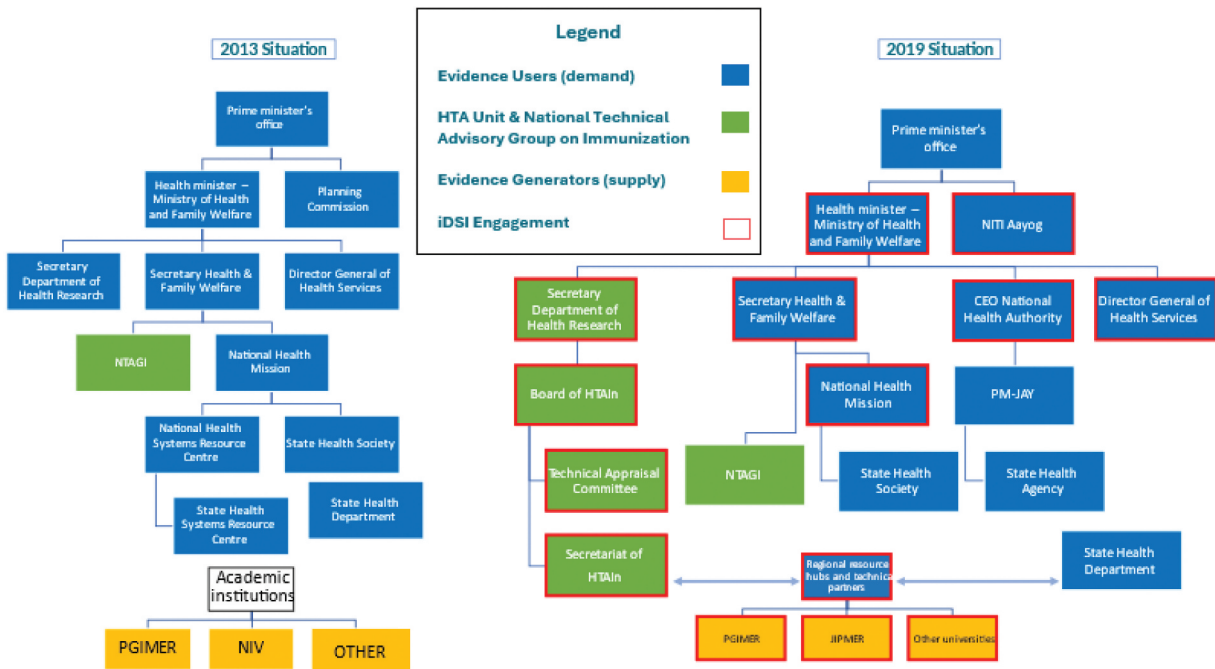 2013 Situation
Prime minister's
office
Health minister –
Ministry of Health
and Family Welfare
Planning
Commission
Secretary
Department of
Health Research
Secretary Health &
Family Welfare
Director General of
Health Services
NTAGI
National Health
Mission
National Health
Systems Resource
Centre
State Health Society
State Health
Systems Resource
Centre
State Health
Department
Academic
institutions
PGIMER
NIV
OTHER
Legend
Evidence Users (demand)
HTA Unit & National Technical
Advisory Group on Immunization
Evidence Generators (supply)
iDSI Engagement
2019 Situation
Prime minister's
office
Health minister –
Ministry of Health
and Family Welfare
NITI Aayog
Secretary
Department of
Health Research
Secretary Health &
Family Welfare
CEO National
Health Authority
Director General of
Health Services
Board of HTAIn
National Health
Mission
PM-JAY
Technical Appraisal
Committee
NTAGI
State Health
Society
State Health
Agency
Secretariat of
HTAIn
Regional resource
hubs and technical
partners
State Health
Department
PGIMER
JIPMER
Other universities